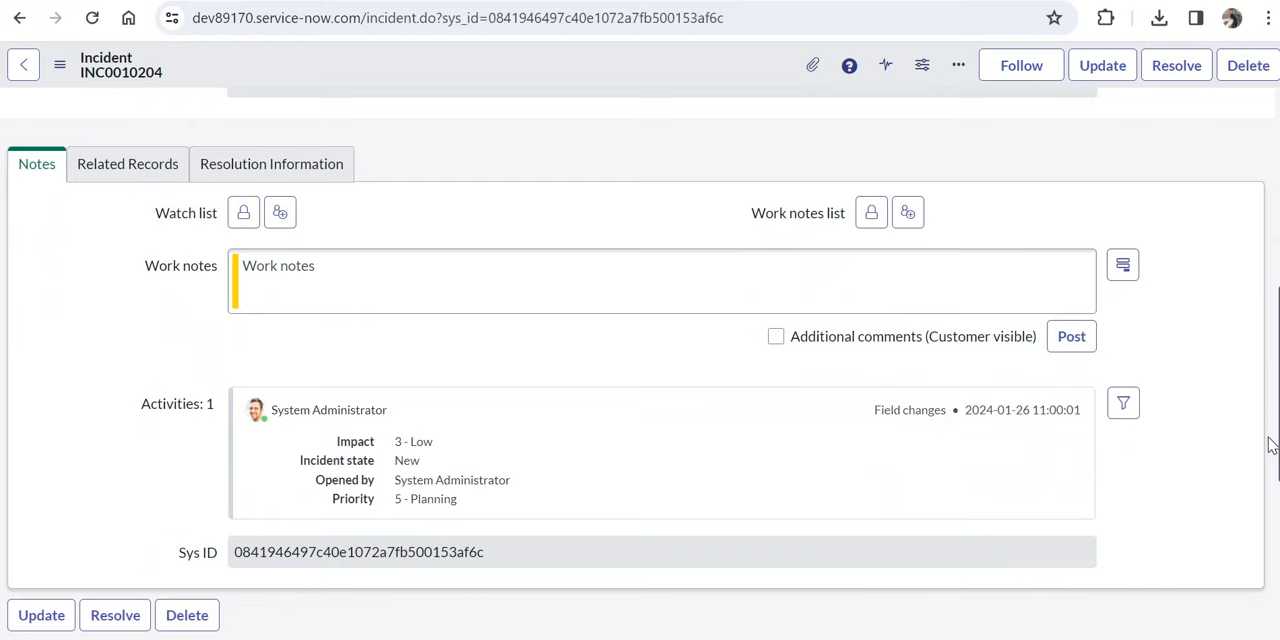 dev89170.service-now.com/incident.do?sys_id=0841946497c40e1072a7fb500153af6c
Incident
INC0010204
Follow
Update
Resolve
Delete
Notes
Related Records
Resolution Information
Watch list
Work notes list
Work notes
Work notes
Additional comments (Customer visible)
Post
Activities: 1
System Administrator
Field changes • 2024-01-26 11:00:01
Impact 3 - Low
Incident state New
Opened by System Administrator
Priority 5 - Planning
Sys ID
0841946497c40e1072a7fb500153af6c
Update
Resolve
Delete